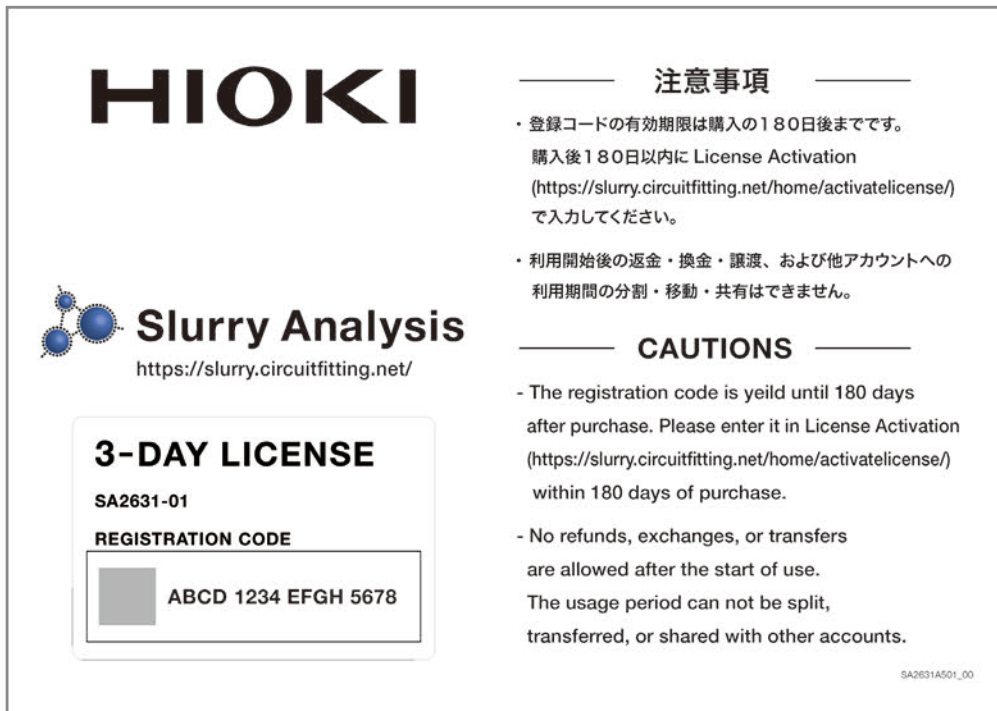 HIOKI
Slurry Analysis
https://slurry.circuitfitting.net/
3-DAY LICENSE
SA2631-01
REGISTRATION CODE
ABCD 1234 EFGH 5678
注意事項
・登録コードの有効期限は購入の180日後までです。
購入後180日以内に License Activation
(https://slurry.circuitfitting.net/home/activatelicense/)
で入力してください。
・利用開始後の返金・換金・譲渡、および他アカウントへの
利用期間の分割・移動・共有はできません。
CAUTIONS
- The registration code is yeild until 180 days
after purchase. Please enter it in License Activation
(https://slurry.circuitfitting.net/home/activatelicense/)
within 180 days of purchase.
- No refunds, exchanges, or transfers
are allowed after the start of use.
The usage period can not be split,
transferred, or shared with other accounts.
SA2631A501_00